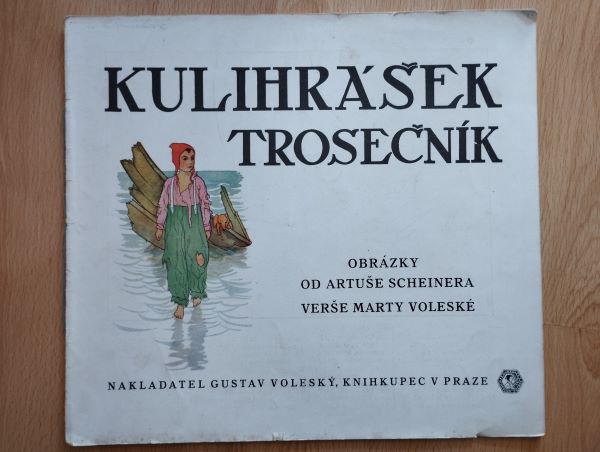 KULIHRÁŠEK
TROSEČNÍK
OBRÁZKY
OD ARTUŠE SCHEINERA
VERŠE MARTY VOLESKÉ
NAKLADATEL GUSTAV VOLESKÝ, KNIHKUPEC V PRAZE